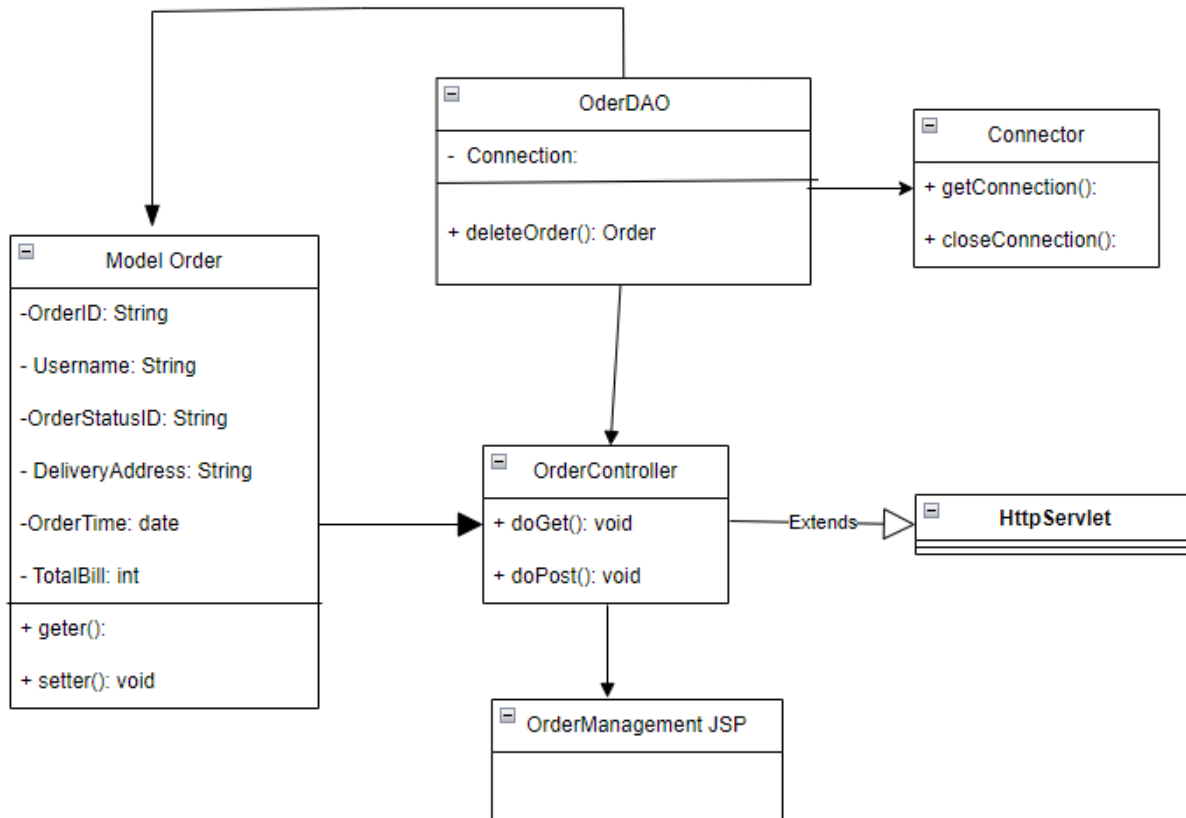 OderDAO
- Connection:
+ deleteOrder(): Order
Connector
+ getConnection():
+ closeConnection():
Model Order
-OrderID: String
- Username: String
-OrderStatusID: String
- DeliveryAddress: String
-OrderTime: date
- TotalBill: int
+ geter():
+ setter(): void
OrderController
+ doGet(): void
+ doPost(): void
Extends
HttpServlet
OrderManagement JSP